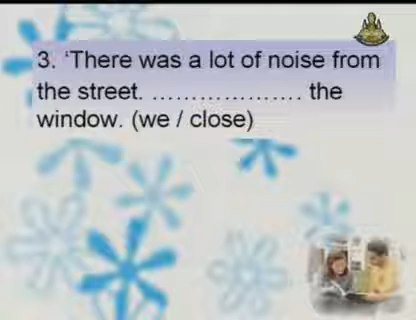 3. ‘There was a lot of noise from
the street. ………………. the
window. (we / close)